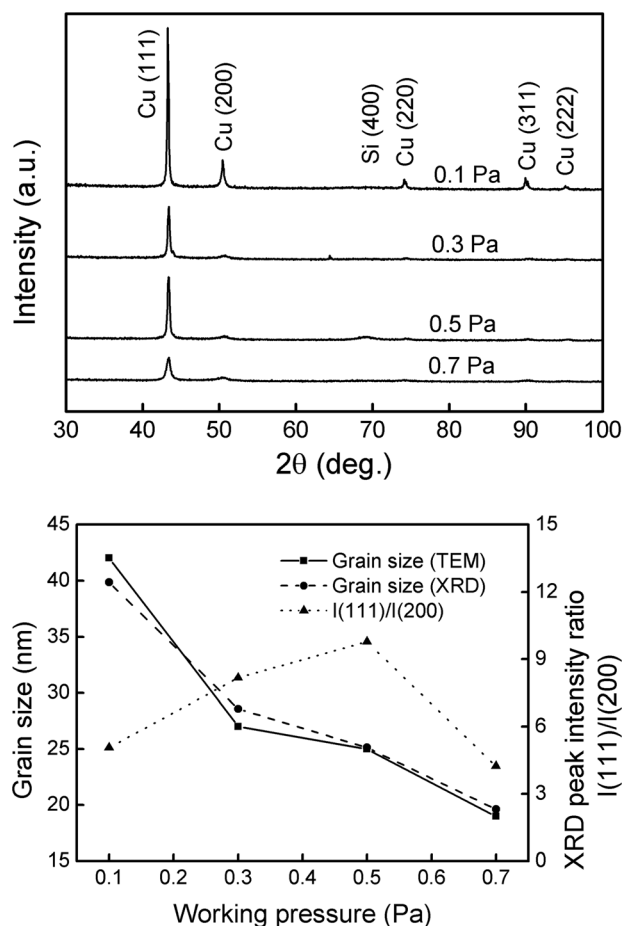 Intensity (a.u.)
Cu (111)
Cu (200)
Si (400)
Cu (220)
Cu (311)
Cu (222)
0.1 Pa
0.3 Pa
0.5 Pa
0.7 Pa
30 40 50 60 70 80 90 100
2θ (deg.)
Grain size (nm)
45
40
35
30
25
20
15
Grain size (TEM)
Grain size (XRD)
I(111)/I(200)
15
12
9
6
3
0
XRD peak intensity ratio
I(111)/I(200)
0.1 0.2 0.3 0.4 0.5 0.6 0.7
Working pressure (Pa)